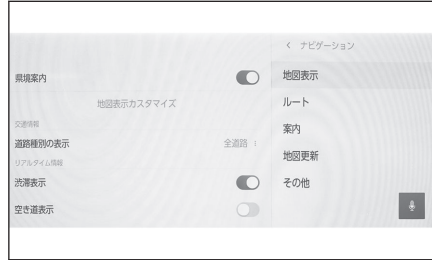 県境案内
地図表示カスタマイズ
交通情報
道路種別の表示
全道路
リアルタイム情報
渋滞表示
空き道表示
ナビゲーション
地図表示
ルート
案内
地図更新
その他